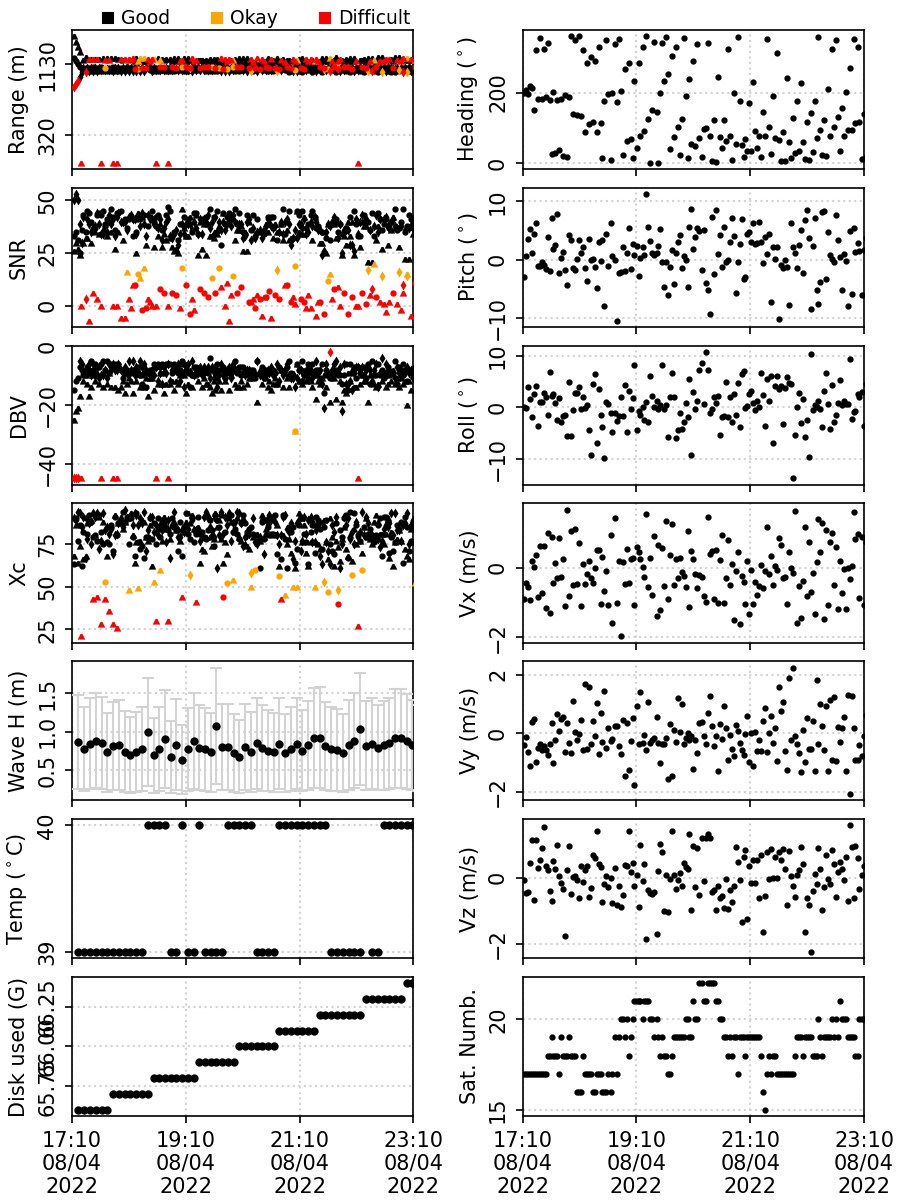 Good Okay Difficult
Range (m)
1130
320
Heading (°)
200
0
SNR
50
25
0
Pitch (°)
10
0
−10
DBV
0
−20
−40
Roll (°)
10
0
−10
Xc
75
50
25
Vx (m/s)
0
−2
Wave H (m)
1.5
1.0
0.5
Vy (m/s)
2
0
−2
Temp (°C)
40
39
Vz (m/s)
0
−2
Disk used (G)
66.25
66.00
65.75
Sat. Numb.
20
15
17:10 19:10 21:10 23:10 17:10 19:10 21:10 23:10
08/04 08/04 08/04 08/04 08/04 08/04 08/04 08/04
2022 2022 2022 2022 2022 2022 2022 2022